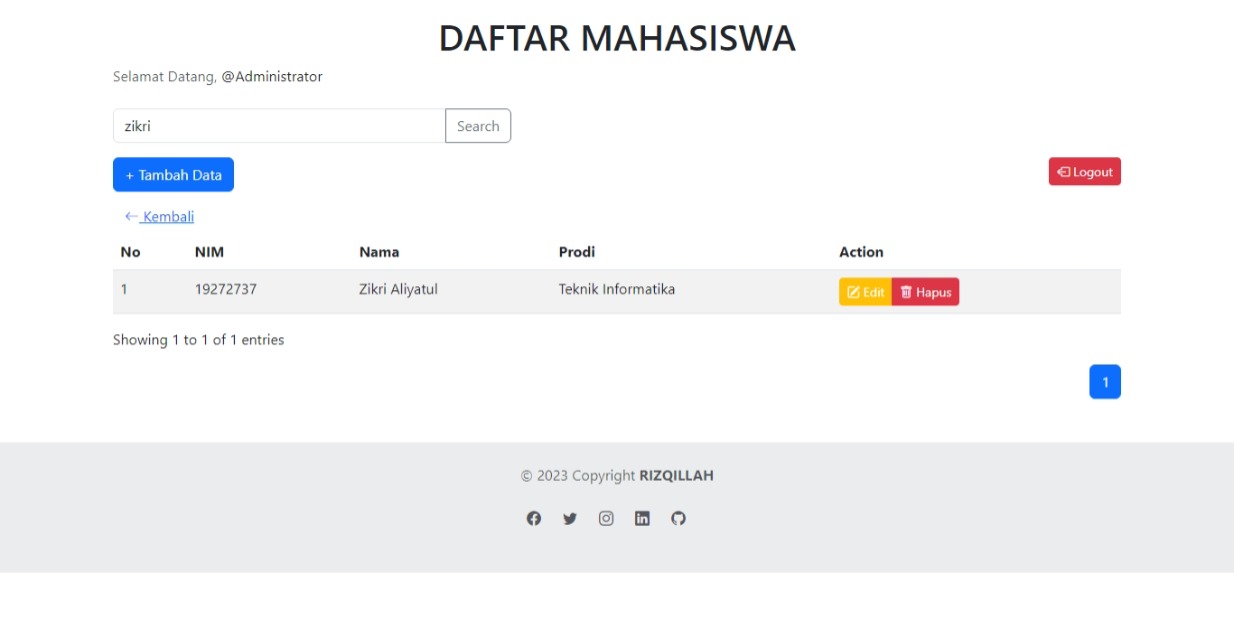 DAFTAR MAHASISWA
Selamat Datang, @Administrator
zikri Search
+ Tambah Data Logout
← Kembali
No NIM Nama Prodi Action
1 19272737 Zikri Aliyatul Teknik Informatika Edit Hapus
Showing 1 to 1 of 1 entries
1
© 2023 Copyright RIZQILLAH